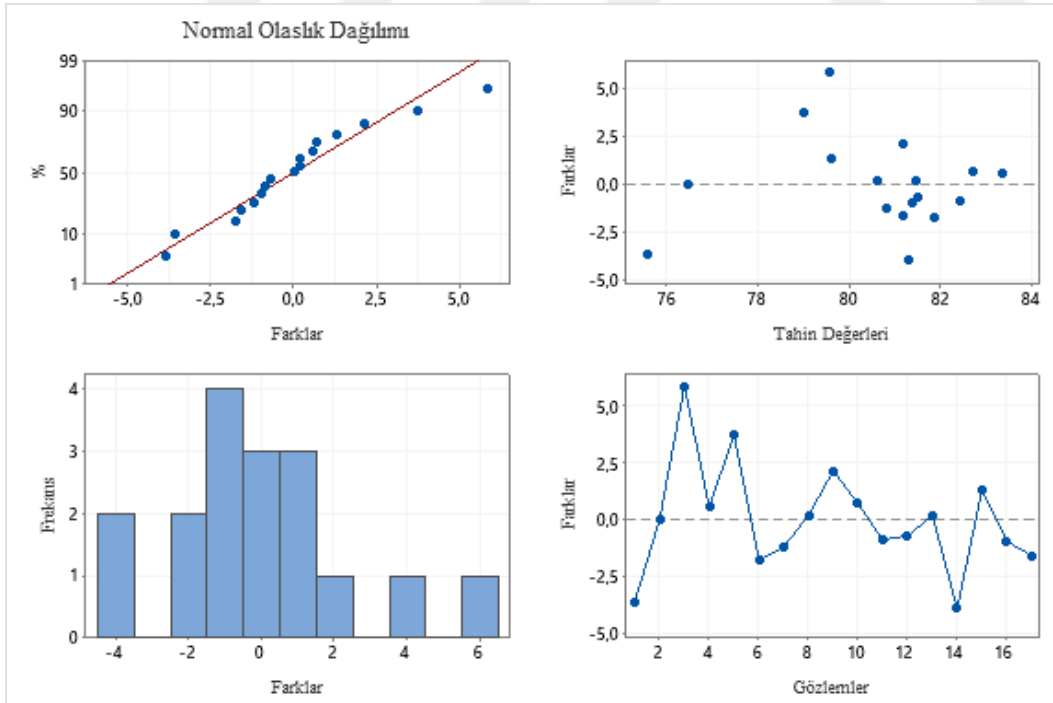 Normal Olaslık Dağılımı
99
90
50
10
1
%
-5,0 -2,5 0,0 2,5 5,0
Farklar
5,0
2,5
0,0
-2,5
-5,0
Farklar
76 78 80 82 84
Tahin Değerleri
4
3
2
1
0
Frekans
-4 -2 0 2 4 6
Farklar
5,0
2,5
0,0
-2,5
-5,0
Farklar
2 4 6 8 10 12 14 16
Gözlemler